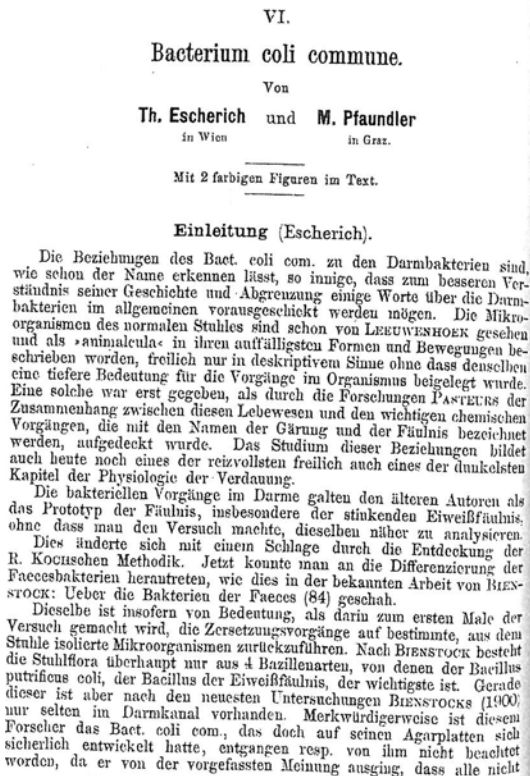 VI.
Bacterium coli commune.
Von
Th. Escherich und M. Pfaundler
in Wien in Graz.
Mit 2 farbigen Figuren im Text.
Einleitung (Escherich).
Die Beziehungen des Bact. coli com. zu den Darmbakterien sind,
wie schon der Name erkennen lässt, so innige, dass zum besseren Ver-
ständnis seiner Geschichte und Abgrenzung einige Worte über die Darm-
bakterien im allgemeinen vorausgeschickt werden mögen. Die Mikro-
organismen des normalen Stuhles sind schon von LEEUWENHOEK gesehen
und als »animalcula« in ihren auffälligsten Formen und Bewegungen be-
schrieben worden, freilich nur in deskriptivem Sinne ohne dass denselben
eine tiefere Bedeutung für die Vorgänge im Organismus beigelegt wurde.
Eine solche war erst gegeben, als durch die Forschungen PASTEURS der
Zusammenhang zwischen diesen Lebewesen und den wichtigen chemischen
Vorgängen, die mit den Namen der Gärung und der Fäulnis bezeichnet
werden, aufgedeckt wurde. Das Studium dieser Beziehungen bildet
auch heute noch eines der reizvollsten freilich auch eines der dunkelsten
Kapitel der Physiologie der Verdauung.
Die bakteriellen Vorgänge im Darme galten den älteren Autoren als
das Prototyp der Fäulnis, insbesondere der stinkenden Eiweißfäulnis,
ohne dass man den Versuch machte, dieselben näher zu analysieren.
Dies änderte sich mit einem Schlage durch die Entdeckung der
R. KOCHschen Methodik. Jetzt konnte man an die Differenzierung der
Faecesbakterien herantreten, wie dies in der bekannten Arbeit von BIEN-
STOCK: Ueber die Bakterien der Faeces (84) geschah.
Dieselbe ist insofern von Bedeutung, als darin zum ersten Male der
Versuch gemacht wird, die Zersetzungsvorgänge auf bestimmte, aus dem
Stuhle isolierte Mikroorganismen zurückzuführen. Nach BIENSTOCK besteht
die Stuhlflora überhaupt nur aus 4 Bazillenarten, von denen der Bacillus
putrificus coli, der Bacillus der Eiweißfäulnis, der wichtigste ist. Gerade
dieser ist aber nach den neuesten Untersuchungen BIENSTOCKS (1900)
nur selten im Darmkanal vorhanden. Merkwürdigerweise ist diesem
Forscher das Bact. coli com., das doch auf seinen Agarplatten sich
sicherlich entwickelt hatte, entgangen resp. von ihm nicht beachtet
worden, da er von der vorgefassten Meinung ausging, dass alle nicht